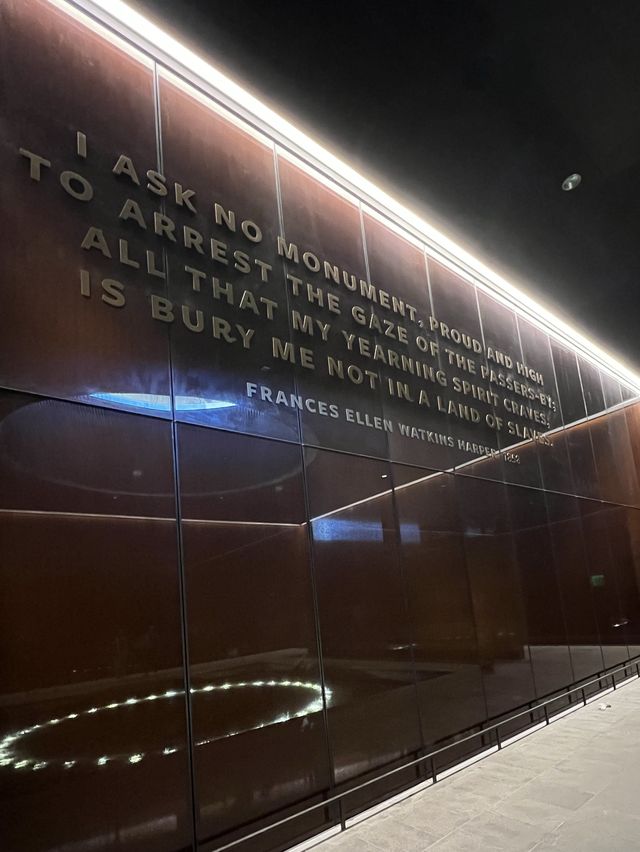 I ASK NO MONUMENT, PROUD AND HIGH
TO ARREST THE GAZE OF THE PASSERS-BY;
ALL THAT MY YEARNING SPIRIT CRAVES,
IS BURY ME NOT IN A LAND OF SLAVES.
FRANCES ELLEN WATKINS HARPER, 1858